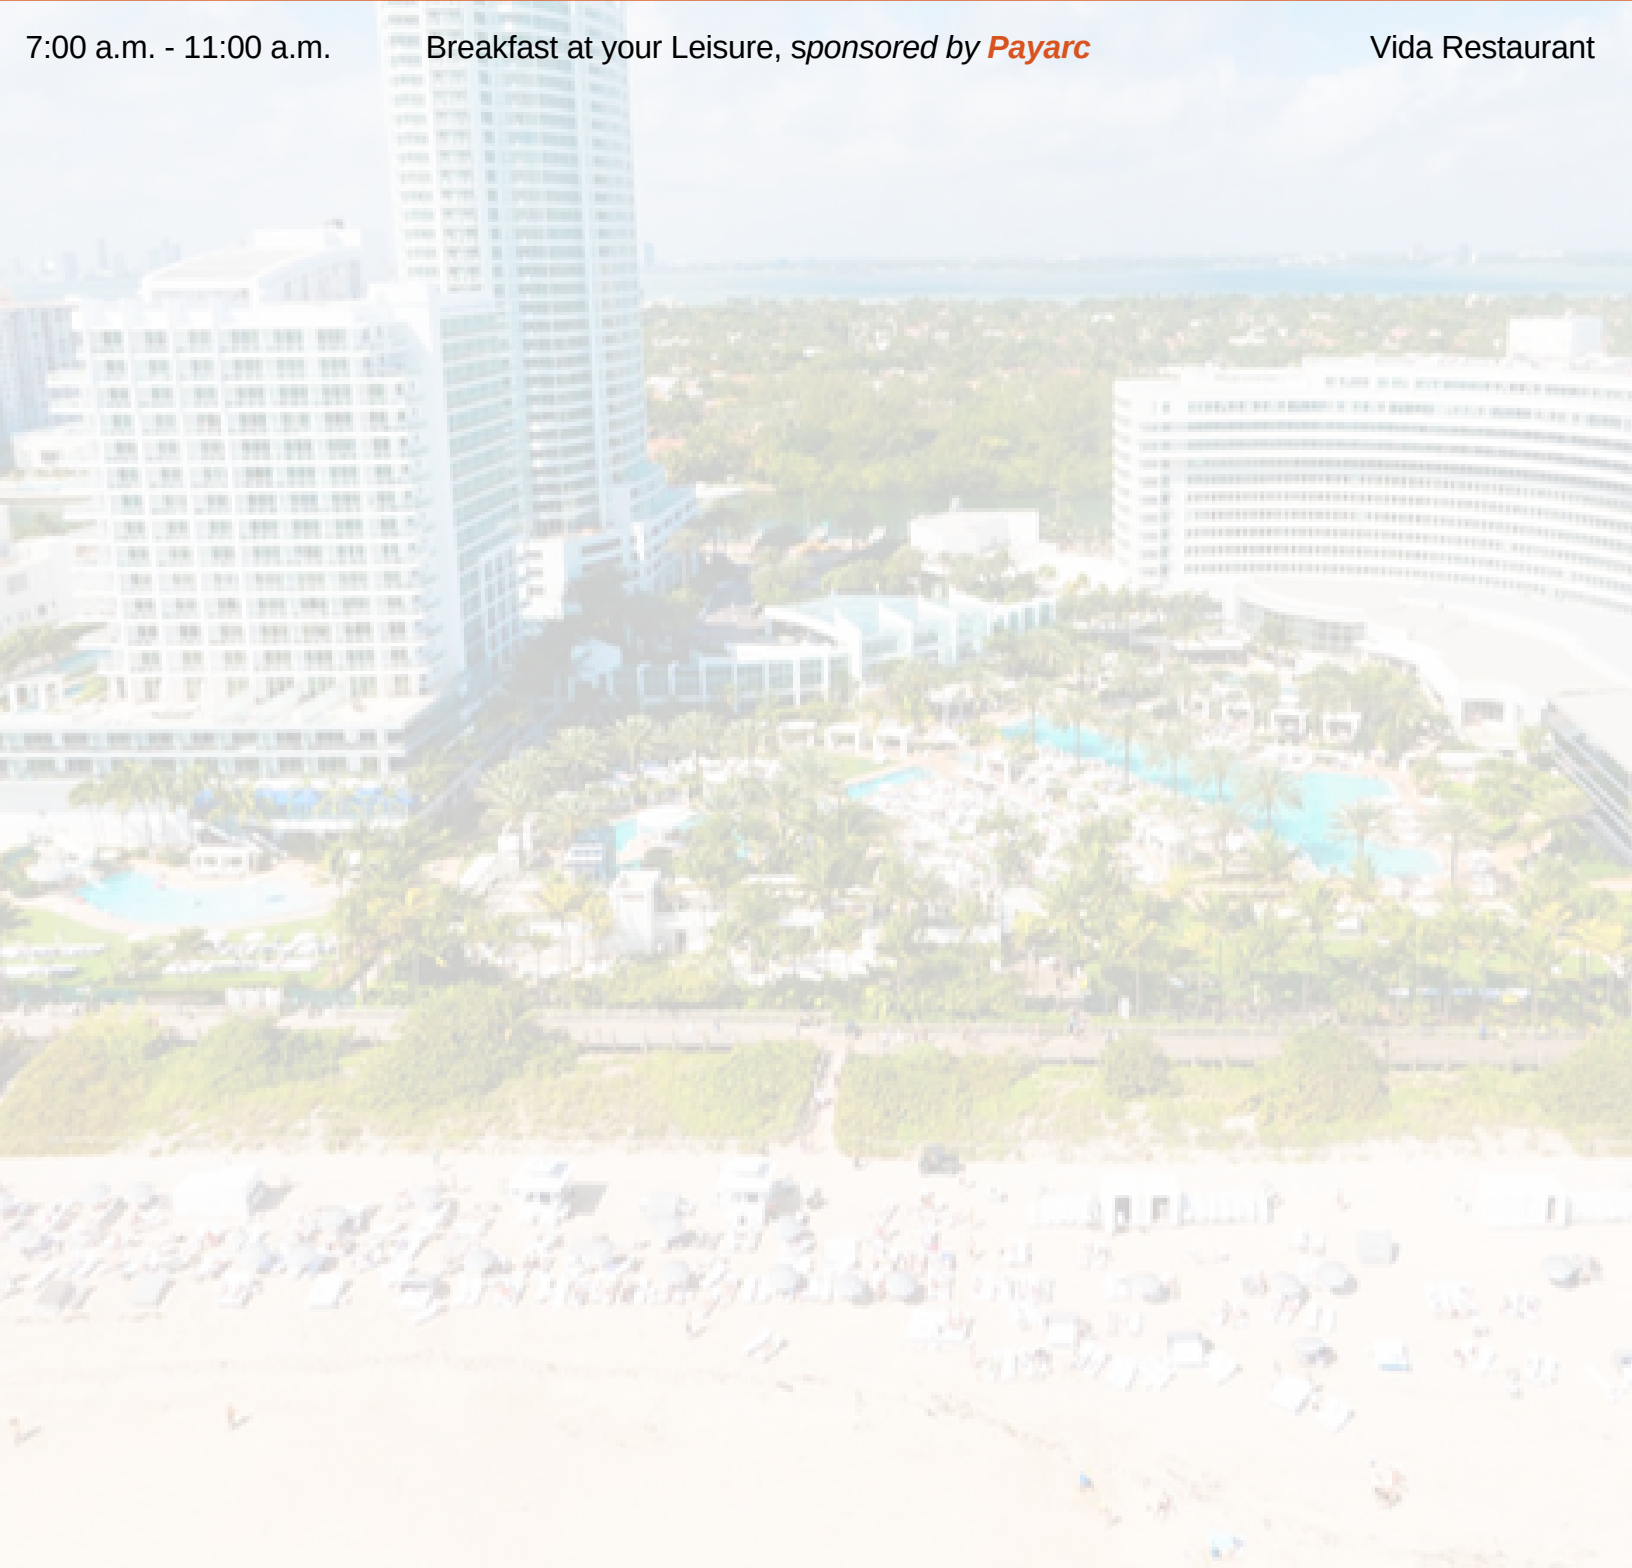 7:00 a.m. - 11:00 a.m. Breakfast at your Leisure, sponsored by Payarc Vida Restaurant